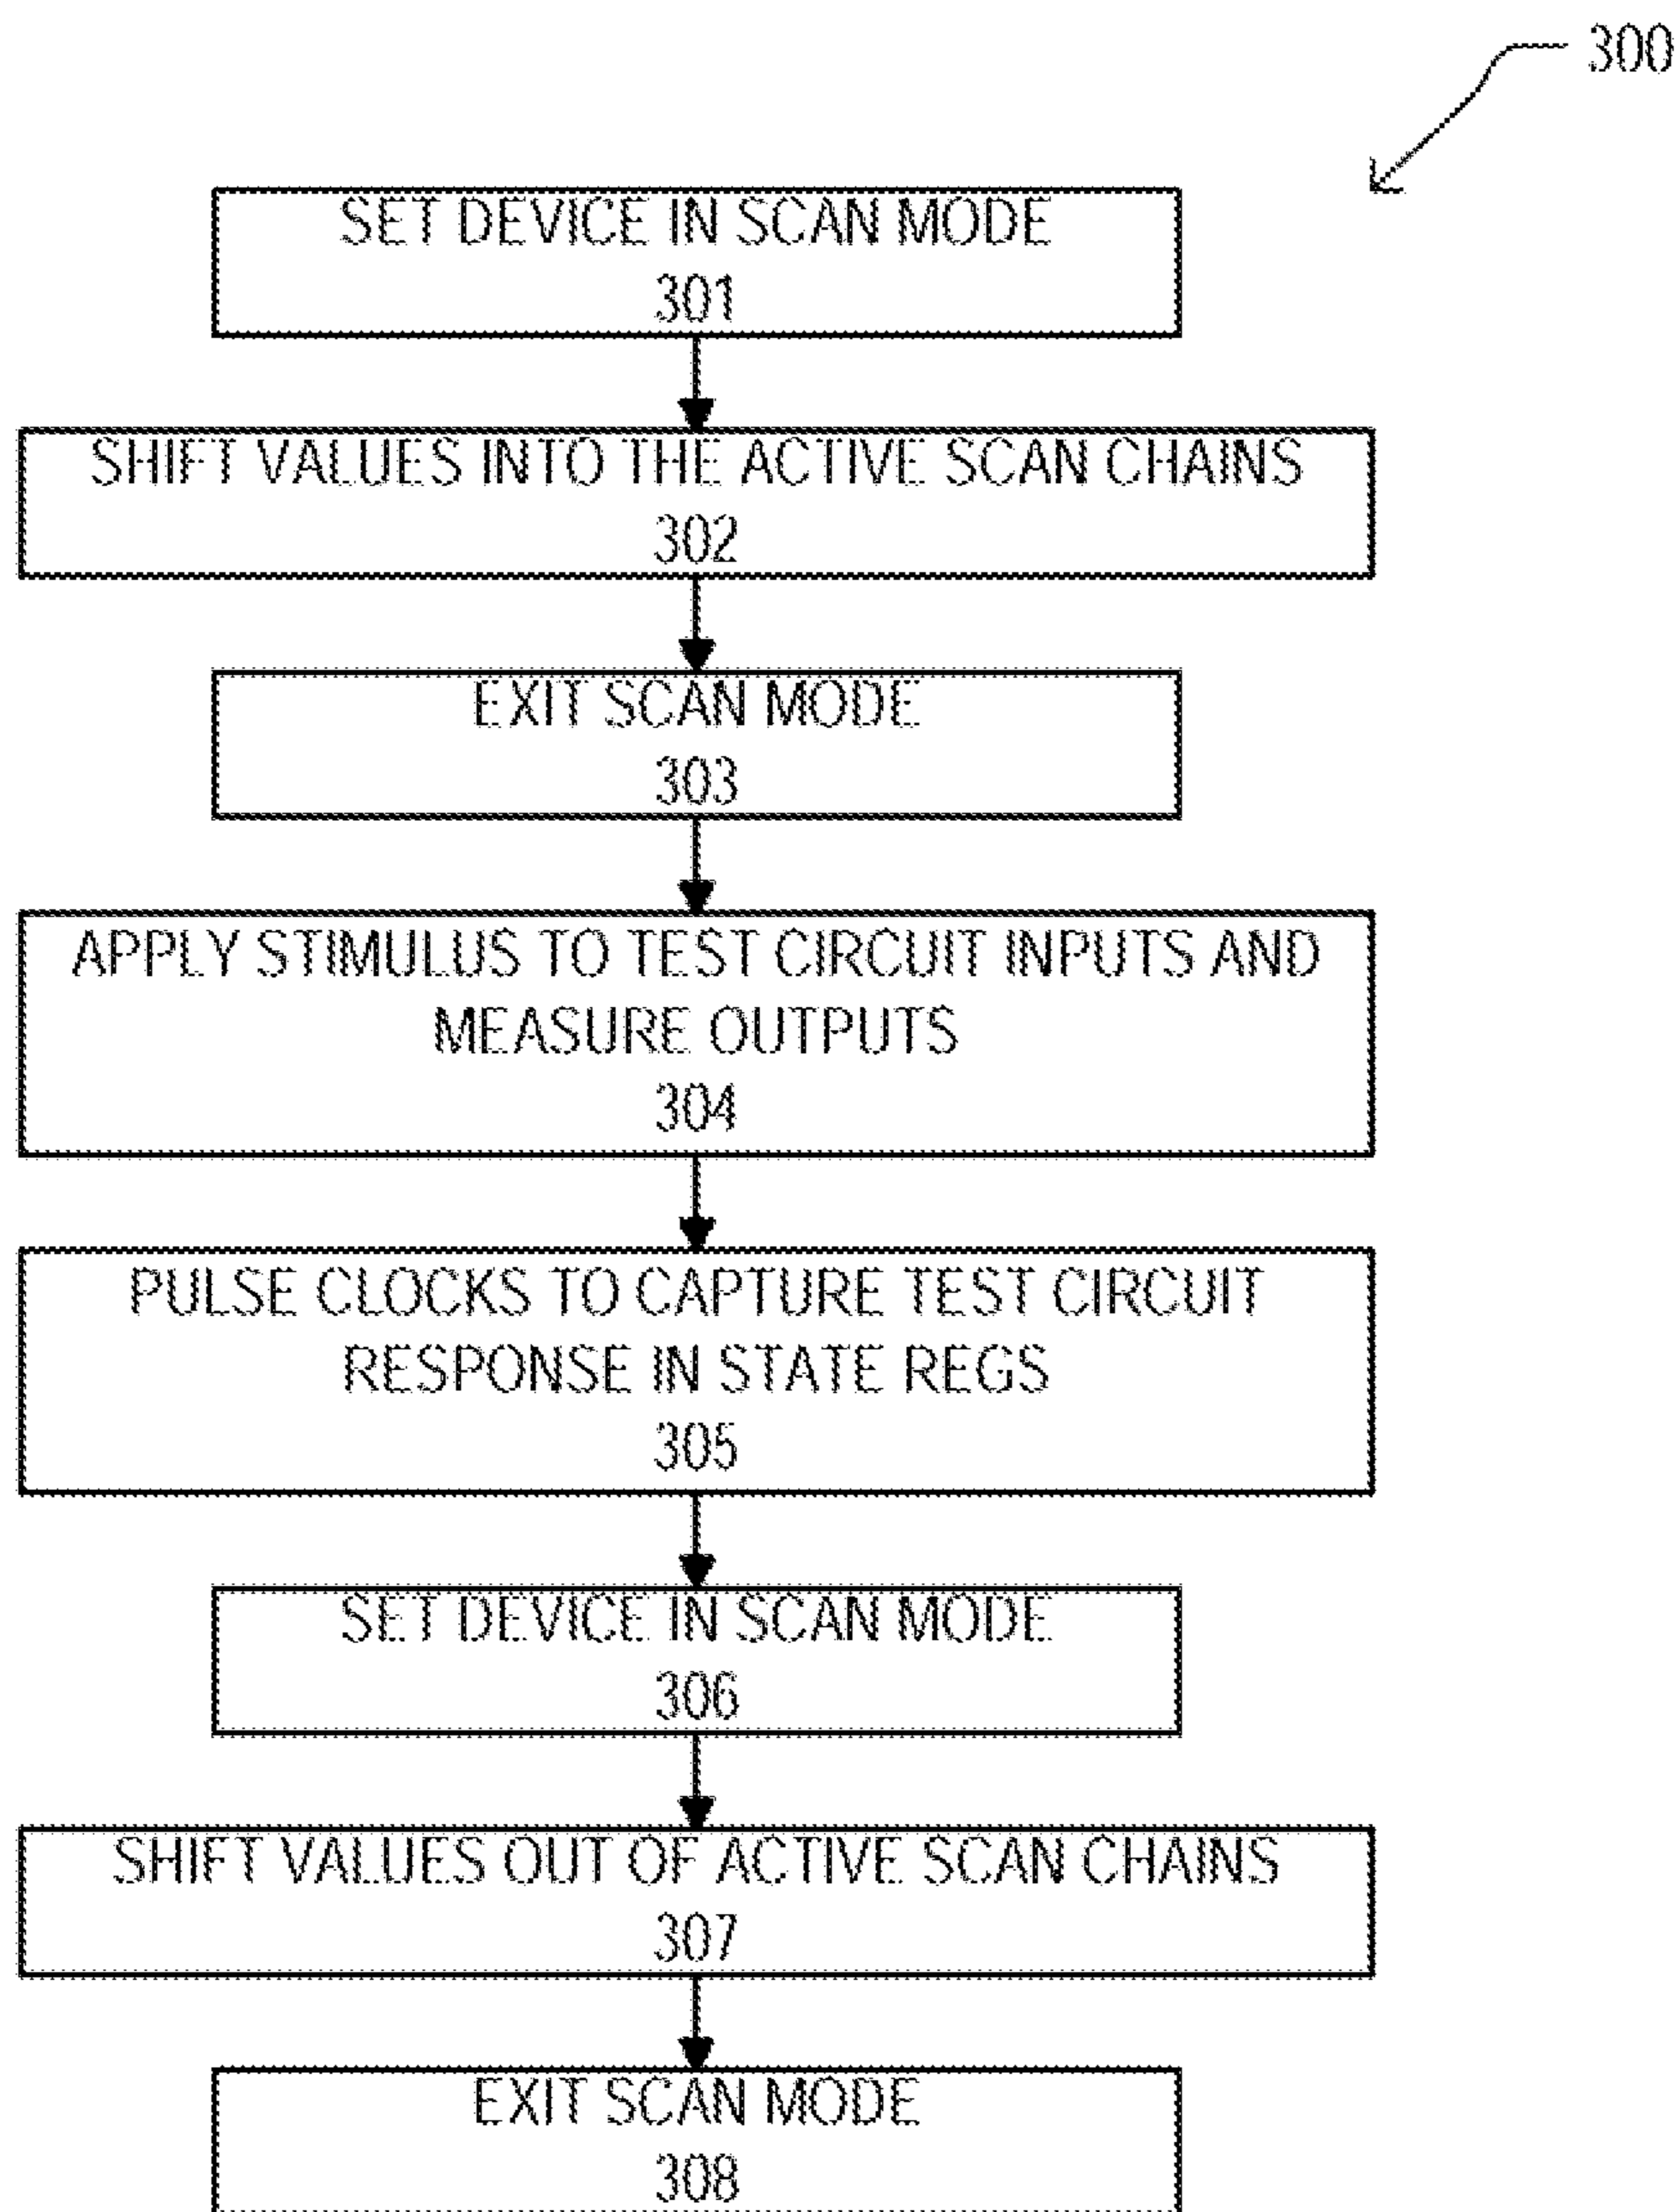 300
SET DEVICE IN SCAN MODE
301
SHIFT VALUES INTO THE ACTIVE SCAN CHAINS
302
EXIT SCAN MODE
303
APPLY STIMULUS TO TEST CIRCUIT INPUTS AND
MEASURE OUTPUTS
304
PULSE CLOCKS TO CAPTURE TEST CIRCUIT
RESPONSE IN STATE REGS
305
SET DEVICE IN SCAN MODE
306
SHIFT VALUES OUT OF ACTIVE SCAN CHAINS
307
EXIT SCAN MODE
308